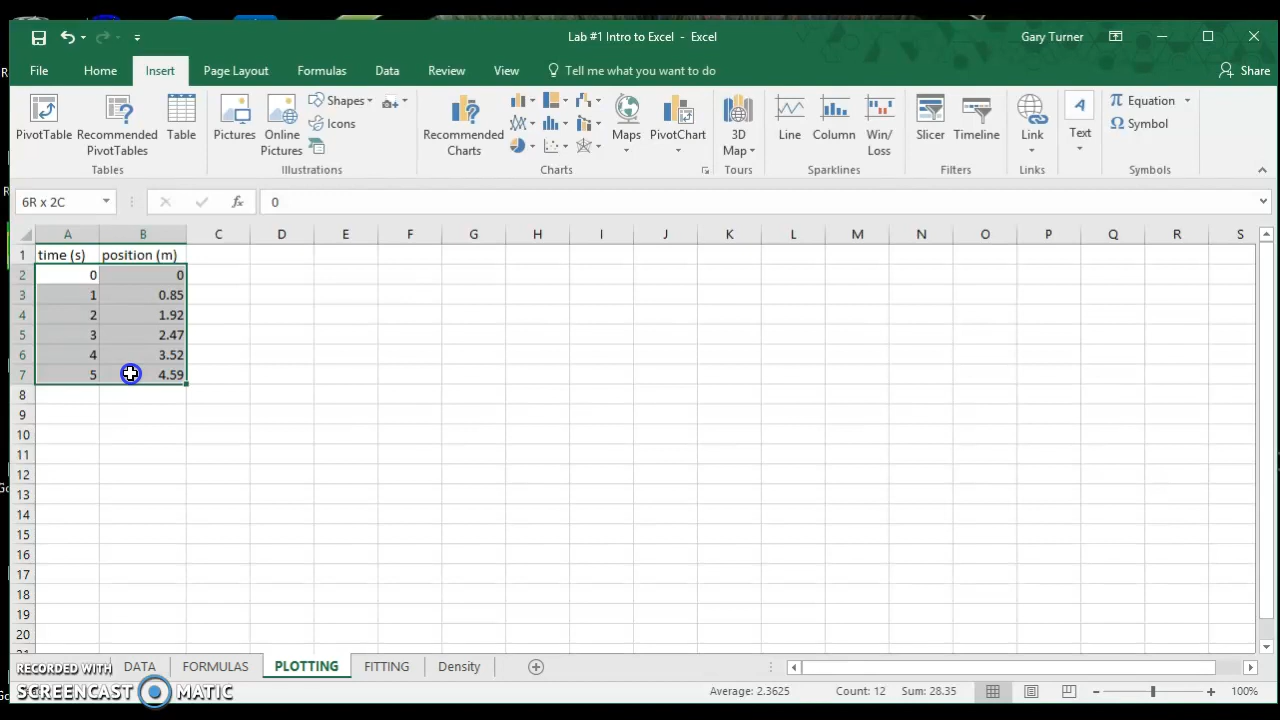 Lab #1 Intro to Excel - Excel
Gary Turner
File Home Insert Page Layout Formulas Data Review View Tell me what you want to do Share
PivotTable
Recommended PivotTables
Table
Pictures
Online Pictures
Shapes
Icons
Recommended Charts
Maps
PivotChart
3D Map
Line
Column
Win/Loss
Slicer
Timeline
Link
Text
Equation
Symbol
Tables Illustrations Charts Tours Sparklines Filters Links Symbols
6R x 2C fx 0
A B C D E F G H I J K L M N O P Q R S
1 time (s) position (m)
2 0 0
3 1 0.85
4 2 1.92
5 3 2.47
6 4 3.52
7 5 4.59
8
9
10
11
12
13
14
15
16
17
18
19
20
DATA FORMULAS PLOTTING FITTING Density
RECORDED WITH
SCREENCAST MATIC
Average: 2.3625 Count: 12 Sum: 28.35 100%